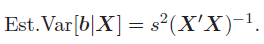 Est.Var[b|X] = s²(X′X)⁻¹.